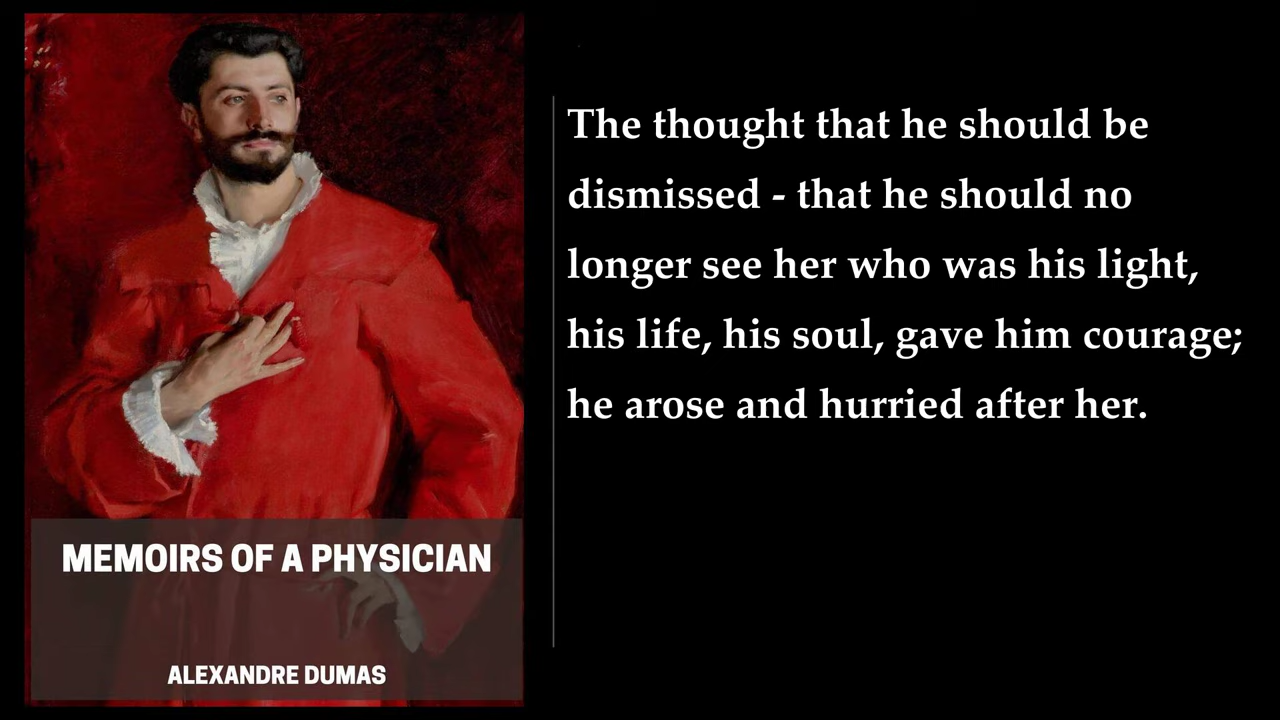 MEMOIRS OF A PHYSICIAN
ALEXANDRE DUMAS
The thought that he should be
dismissed - that he should no
longer see her who was his light,
his life, his soul, gave him courage;
he arose and hurried after her.